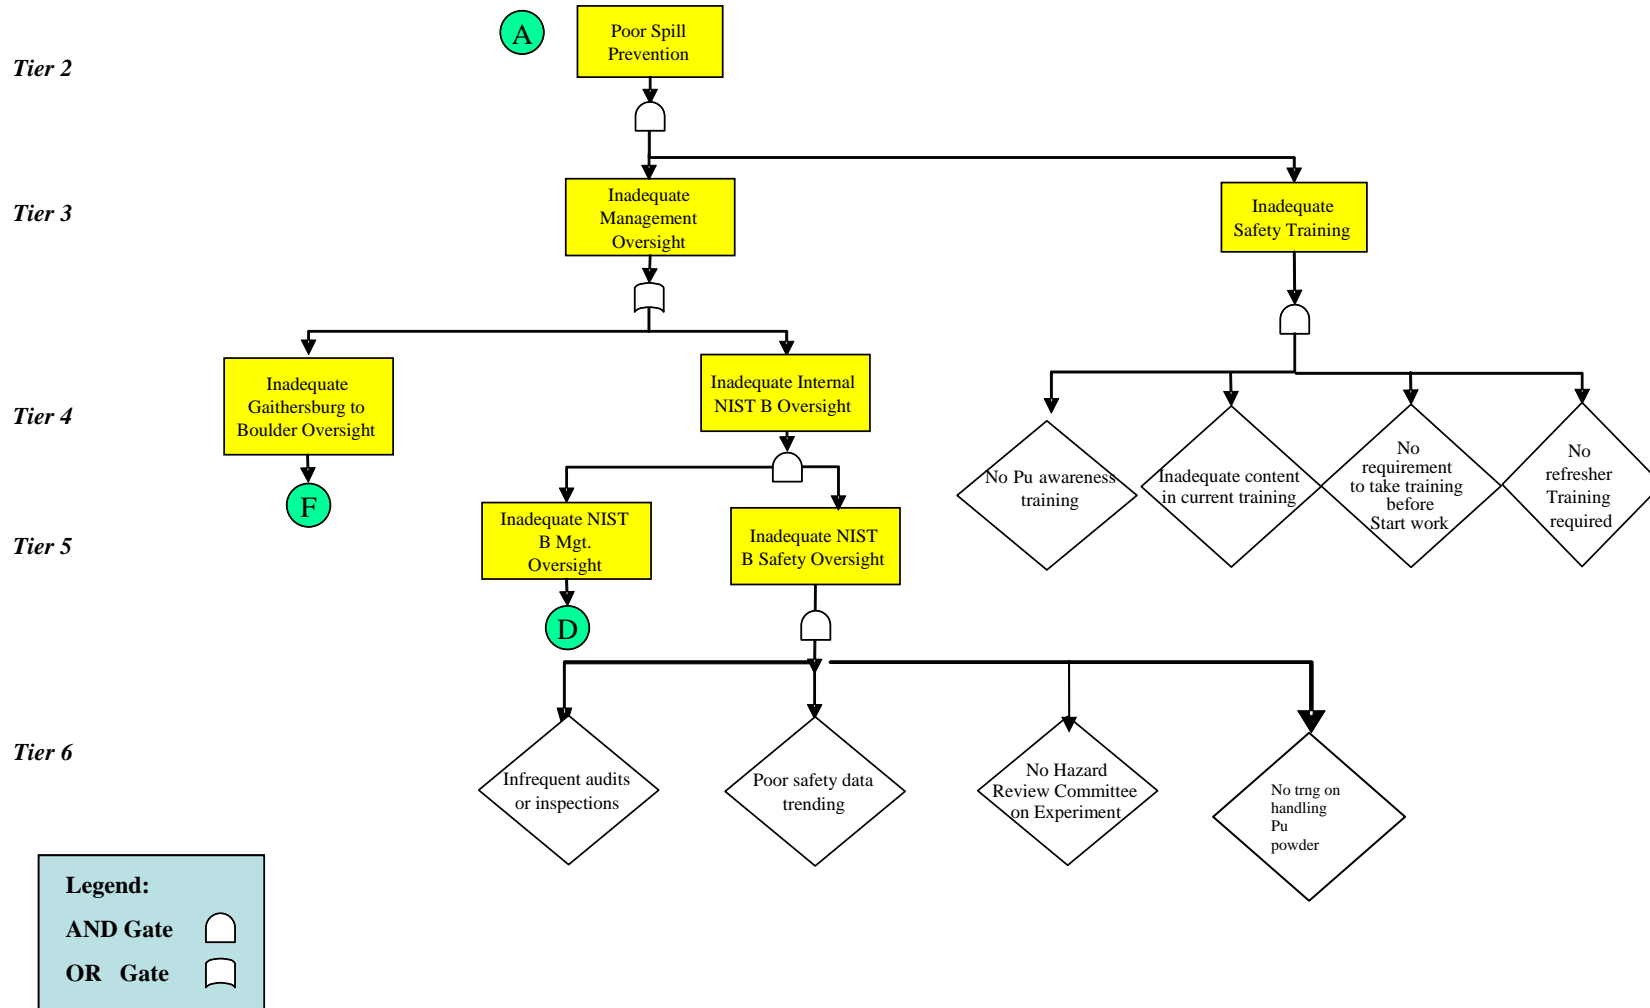 A
Poor Spill
Prevention
Tier 2
Tier 3
Inadequate
Management
Oversight
Inadequate
Safety Training
Tier 4
Inadequate
Gaithersburg to
Boulder Oversight
Inadequate Internal
NIST B Oversight
No Pu awareness
training
Inadequate content
in current training
No
requirement
to take training
before
Start work
No
refresher
Training
required
F
Tier 5
Inadequate NIST
B Mgt.
Oversight
Inadequate NIST
B Safety Oversight
D
Tier 6
Infrequent audits
or inspections
Poor safety data
trending
No Hazard
Review Committee
on Experiment
No trng on
handling
Pu
powder
Legend:
AND Gate
OR Gate